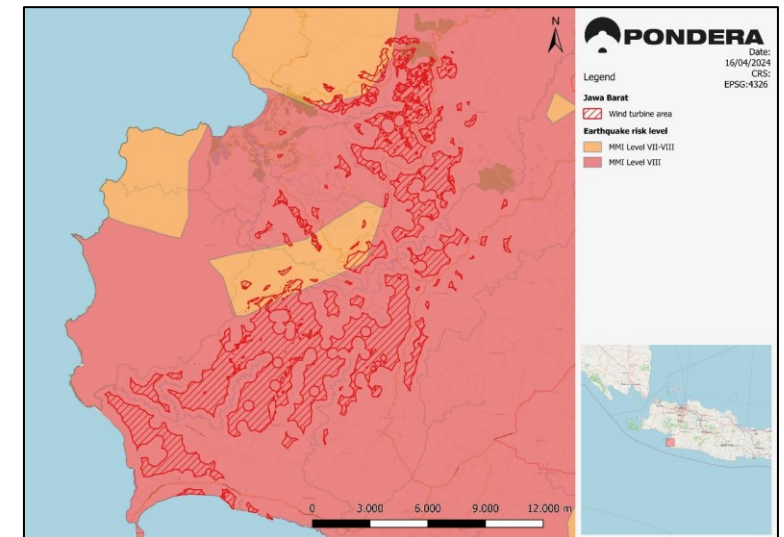 N
PONDERA
Date:
16/04/2024
CRS:
EPSG:4326
Legend
Jawa Barat
Wind turbine area
Earthquake risk level
MMI Level VII-VIII
MMI Level VIII
0 3.000 6.000 9.000 12.000 m